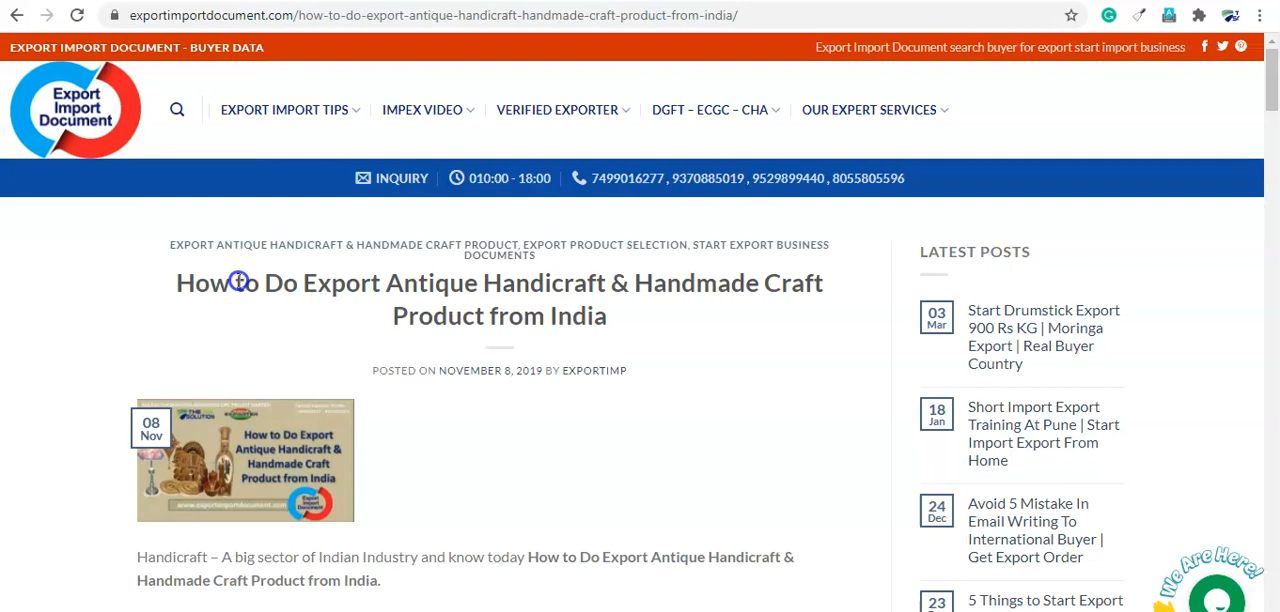 exportimportdocument.com/how-to-do-export-antique-handicraft-handmade-craft-product-from-india/
EXPORT IMPORT DOCUMENT - BUYER DATA
Export Import Document search buyer for export start import business
Export
Import
Document
EXPORT IMPORT TIPS
IMPEX VIDEO
VERIFIED EXPORTER
DGFT – ECGC – CHA
OUR EXPERT SERVICES
INQUIRY
010:00 - 18:00
7499016277 , 9370885019 , 9529899440 , 8055805596
EXPORT ANTIQUE HANDICRAFT & HANDMADE CRAFT PRODUCT, EXPORT PRODUCT SELECTION, START EXPORT BUSINESS
DOCUMENTS
How to Do Export Antique Handicraft & Handmade Craft
Product from India
POSTED ON NOVEMBER 8, 2019 BY EXPORTIMP
08
Nov
THE
SOLUTION
How to Do Export
Antique Handicraft &
Handmade Craft
Product from India
www.exportimportdocument.com
Export
Import
Document
Handicraft – A big sector of Indian Industry and know today How to Do Export Antique Handicraft &
Handmade Craft Product from India.
LATEST POSTS
03
Mar
Start Drumstick Export
900 Rs KG | Moringa
Export | Real Buyer
Country
18
Jan
Short Import Export
Training At Pune | Start
Import Export From
Home
24
Dec
Avoid 5 Mistake In
Email Writing To
International Buyer |
Get Export Order
23
5 Things to Start Export
We Are Here!